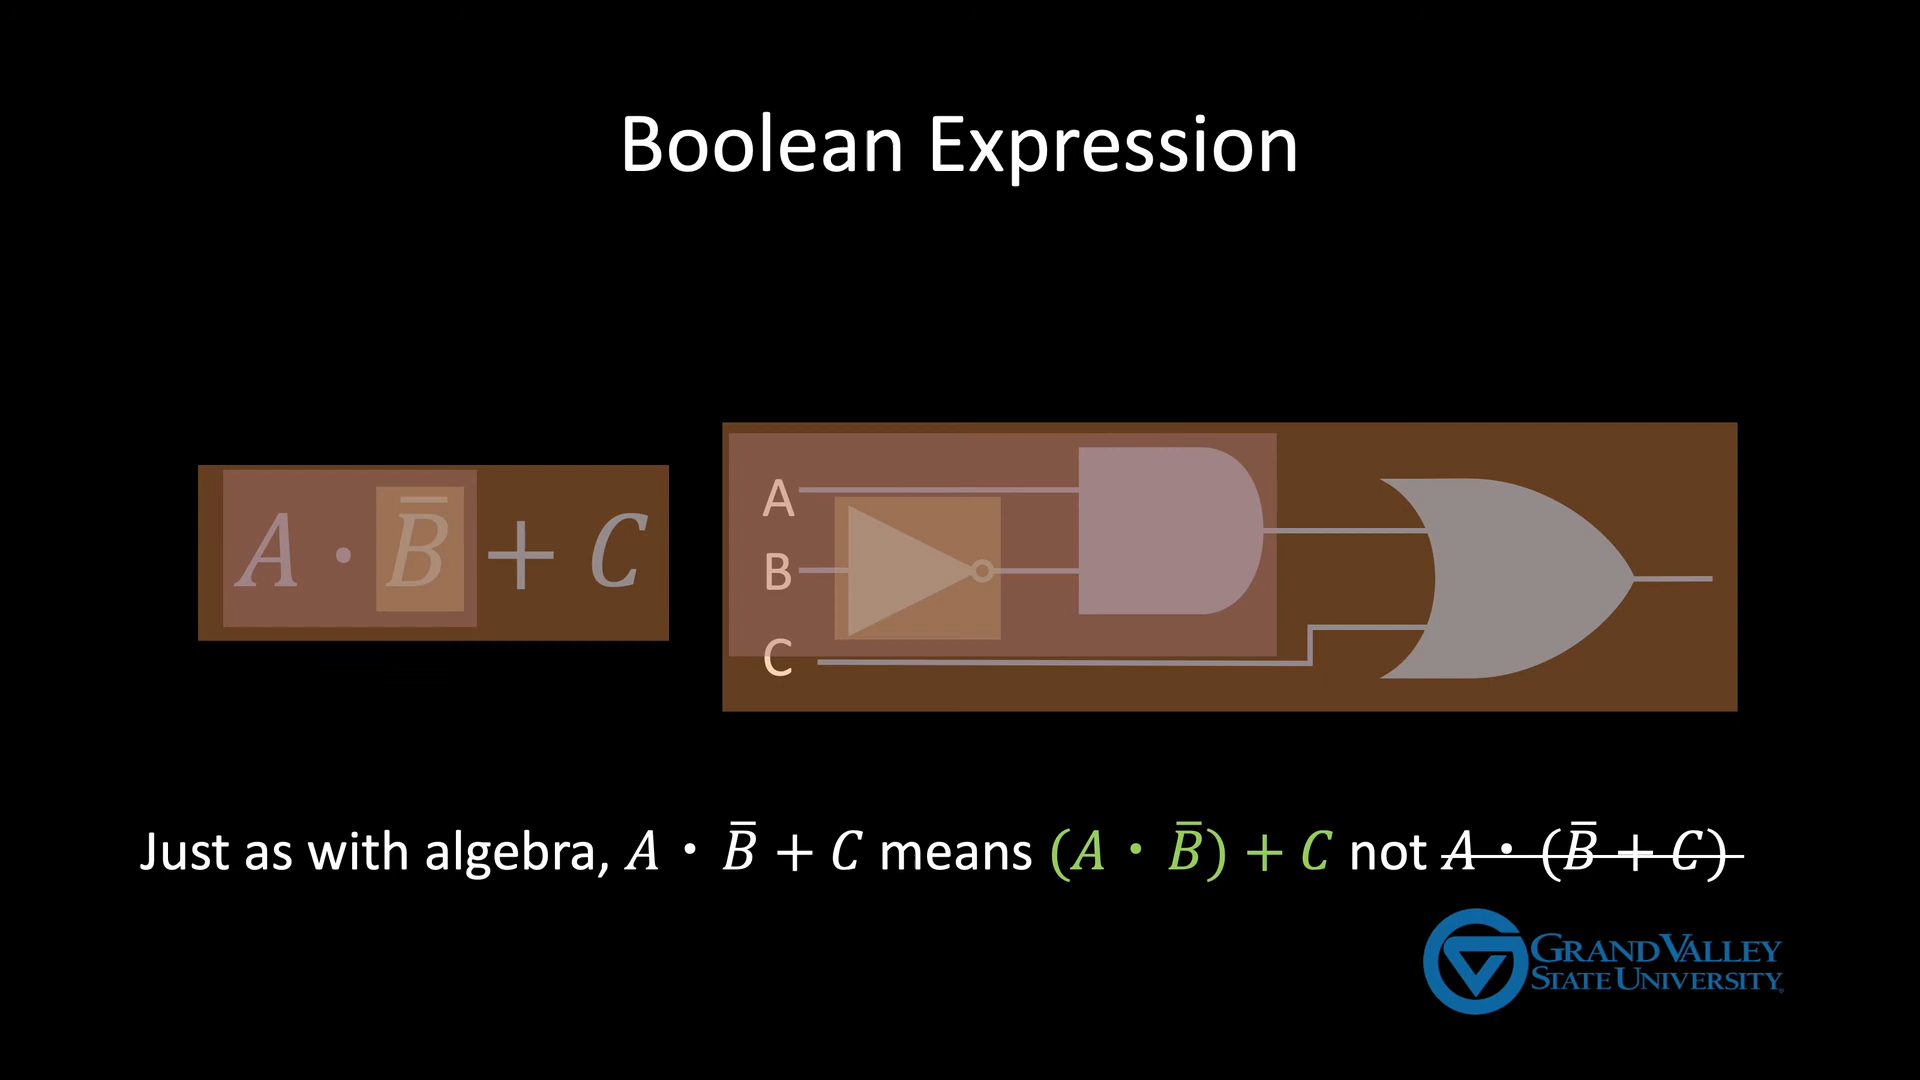 Boolean Expression
A · B̅ + C
A
B
C
Just as with algebra, A · B̅ + C means (A · B̅) + C not A · (B̅ + C)
GRAND VALLEY
STATE UNIVERSITY